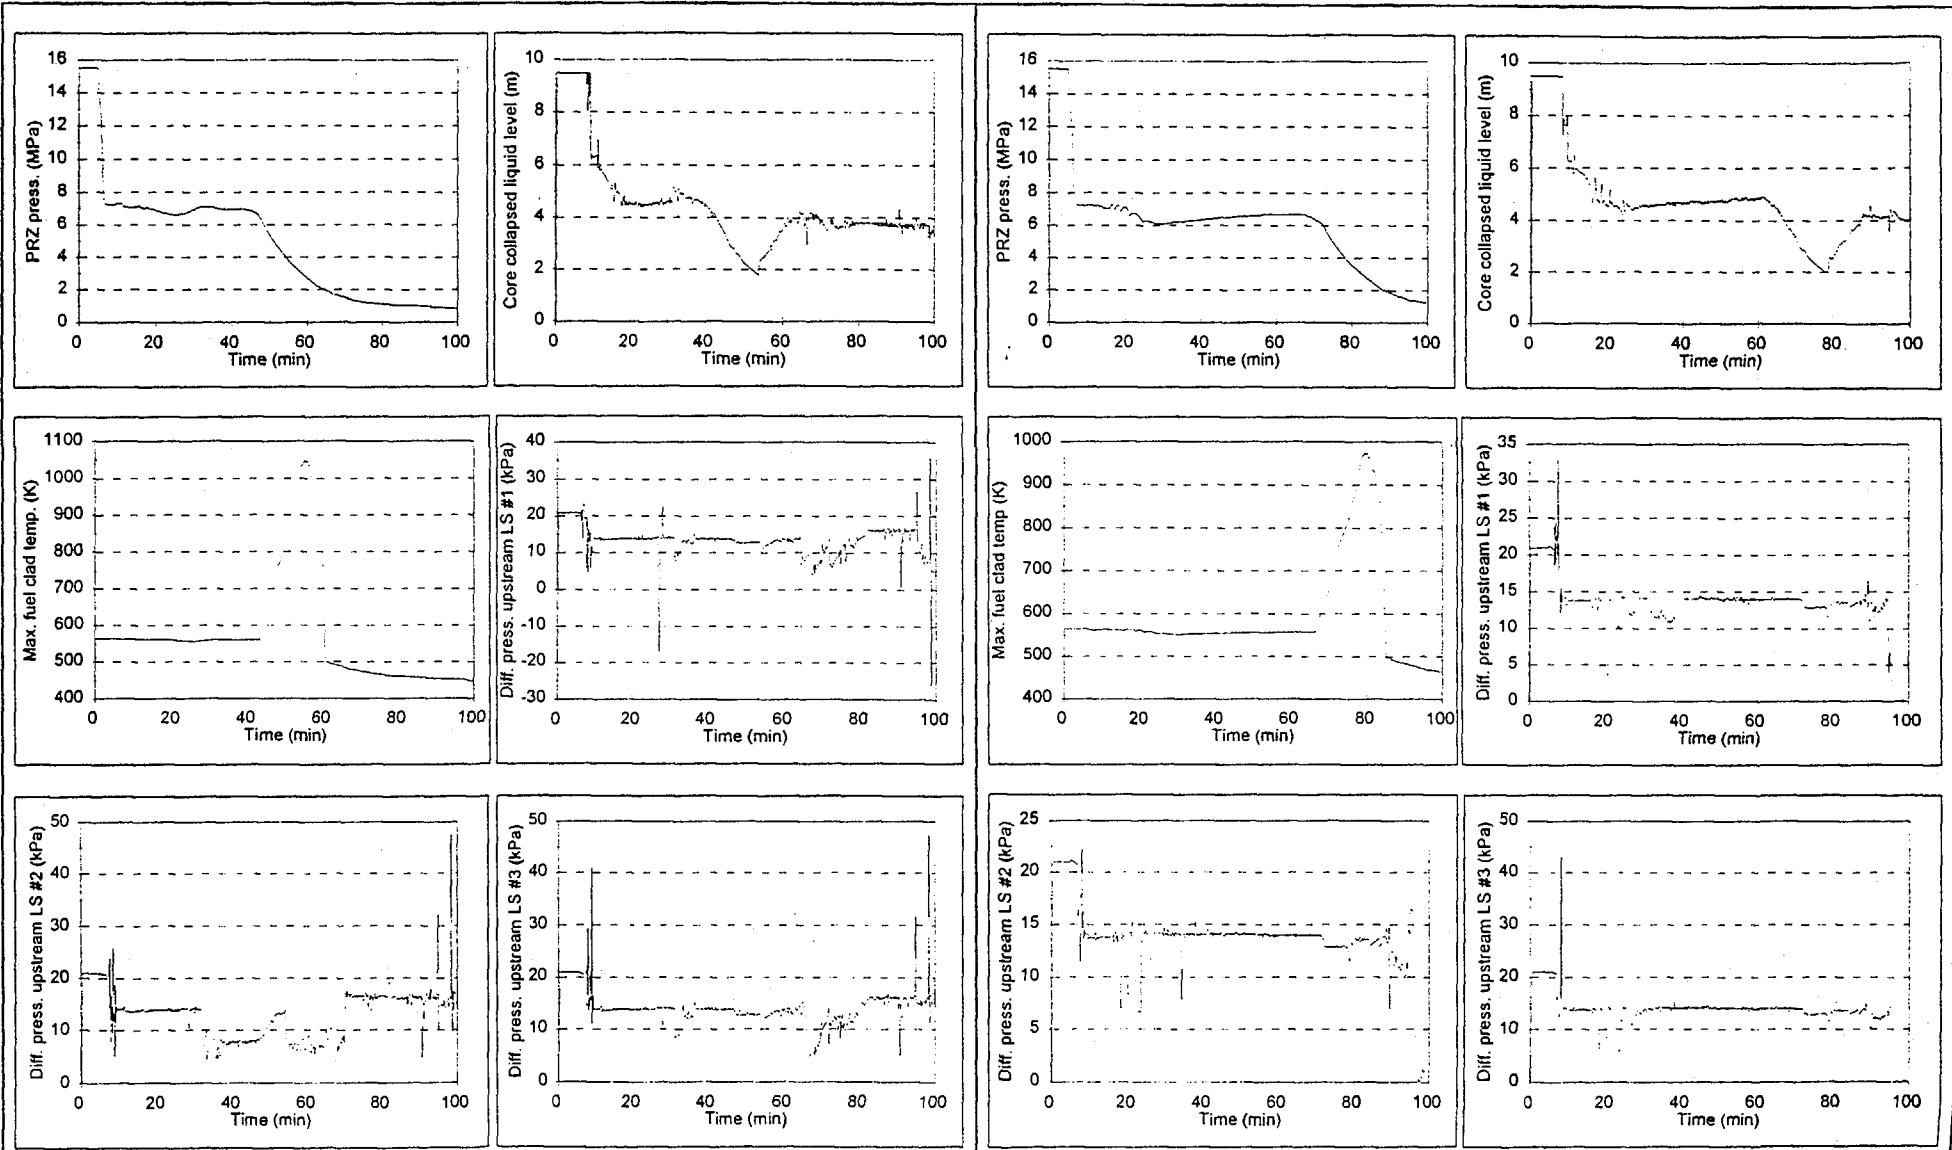 PRZ press. (MPa)
16
14
12
10
8
6
4
2
0
0 20 40 60 80 100
Time (min)
Core collapsed liquid level (m)
10
8
6
4
2
0
0 20 40 60 80 100
Time (min)
PRZ press. (MPa)
16
14
12
10
8
6
4
2
0
0 20 40 60 80 100
Time (min)
Core collapsed liquid level (m)
10
8
6
4
2
0
0 20 40 60 80 100
Time (min)
Max. fuel clad temp. (K)
1100
1000
900
800
700
600
500
400
0 20 40 60 80 100
Time (min)
Diff. press. upstream LS #1 (kPa)
40
30
20
10
0
-10
-20
-30
0 20 40 60 80 100
Time (min)
Max. fuel clad temp (K)
1000
900
800
700
600
500
400
0 20 40 60 80 100
Time (min)
Diff. press. upstream LS #1 (kPa)
35
30
25
20
15
10
5
0
0 20 40 60 80 100
Time (min)
Diff. press. upstream LS #2 (kPa)
50
40
30
20
10
0
0 20 40 60 80 100
Time (min)
Diff. press. upstream LS #3 (kPa)
50
40
30
20
10
0
0 20 40 60 80 100
Time (min)
Diff. press. upstream LS #2 (kPa)
25
20
15
10
5
0
0 20 40 60 80 100
Time (min)
Diff. press. upstream LS #3 (kPa)
50
40
30
20
10
0
0 20 40 60 80 100
Time (min)